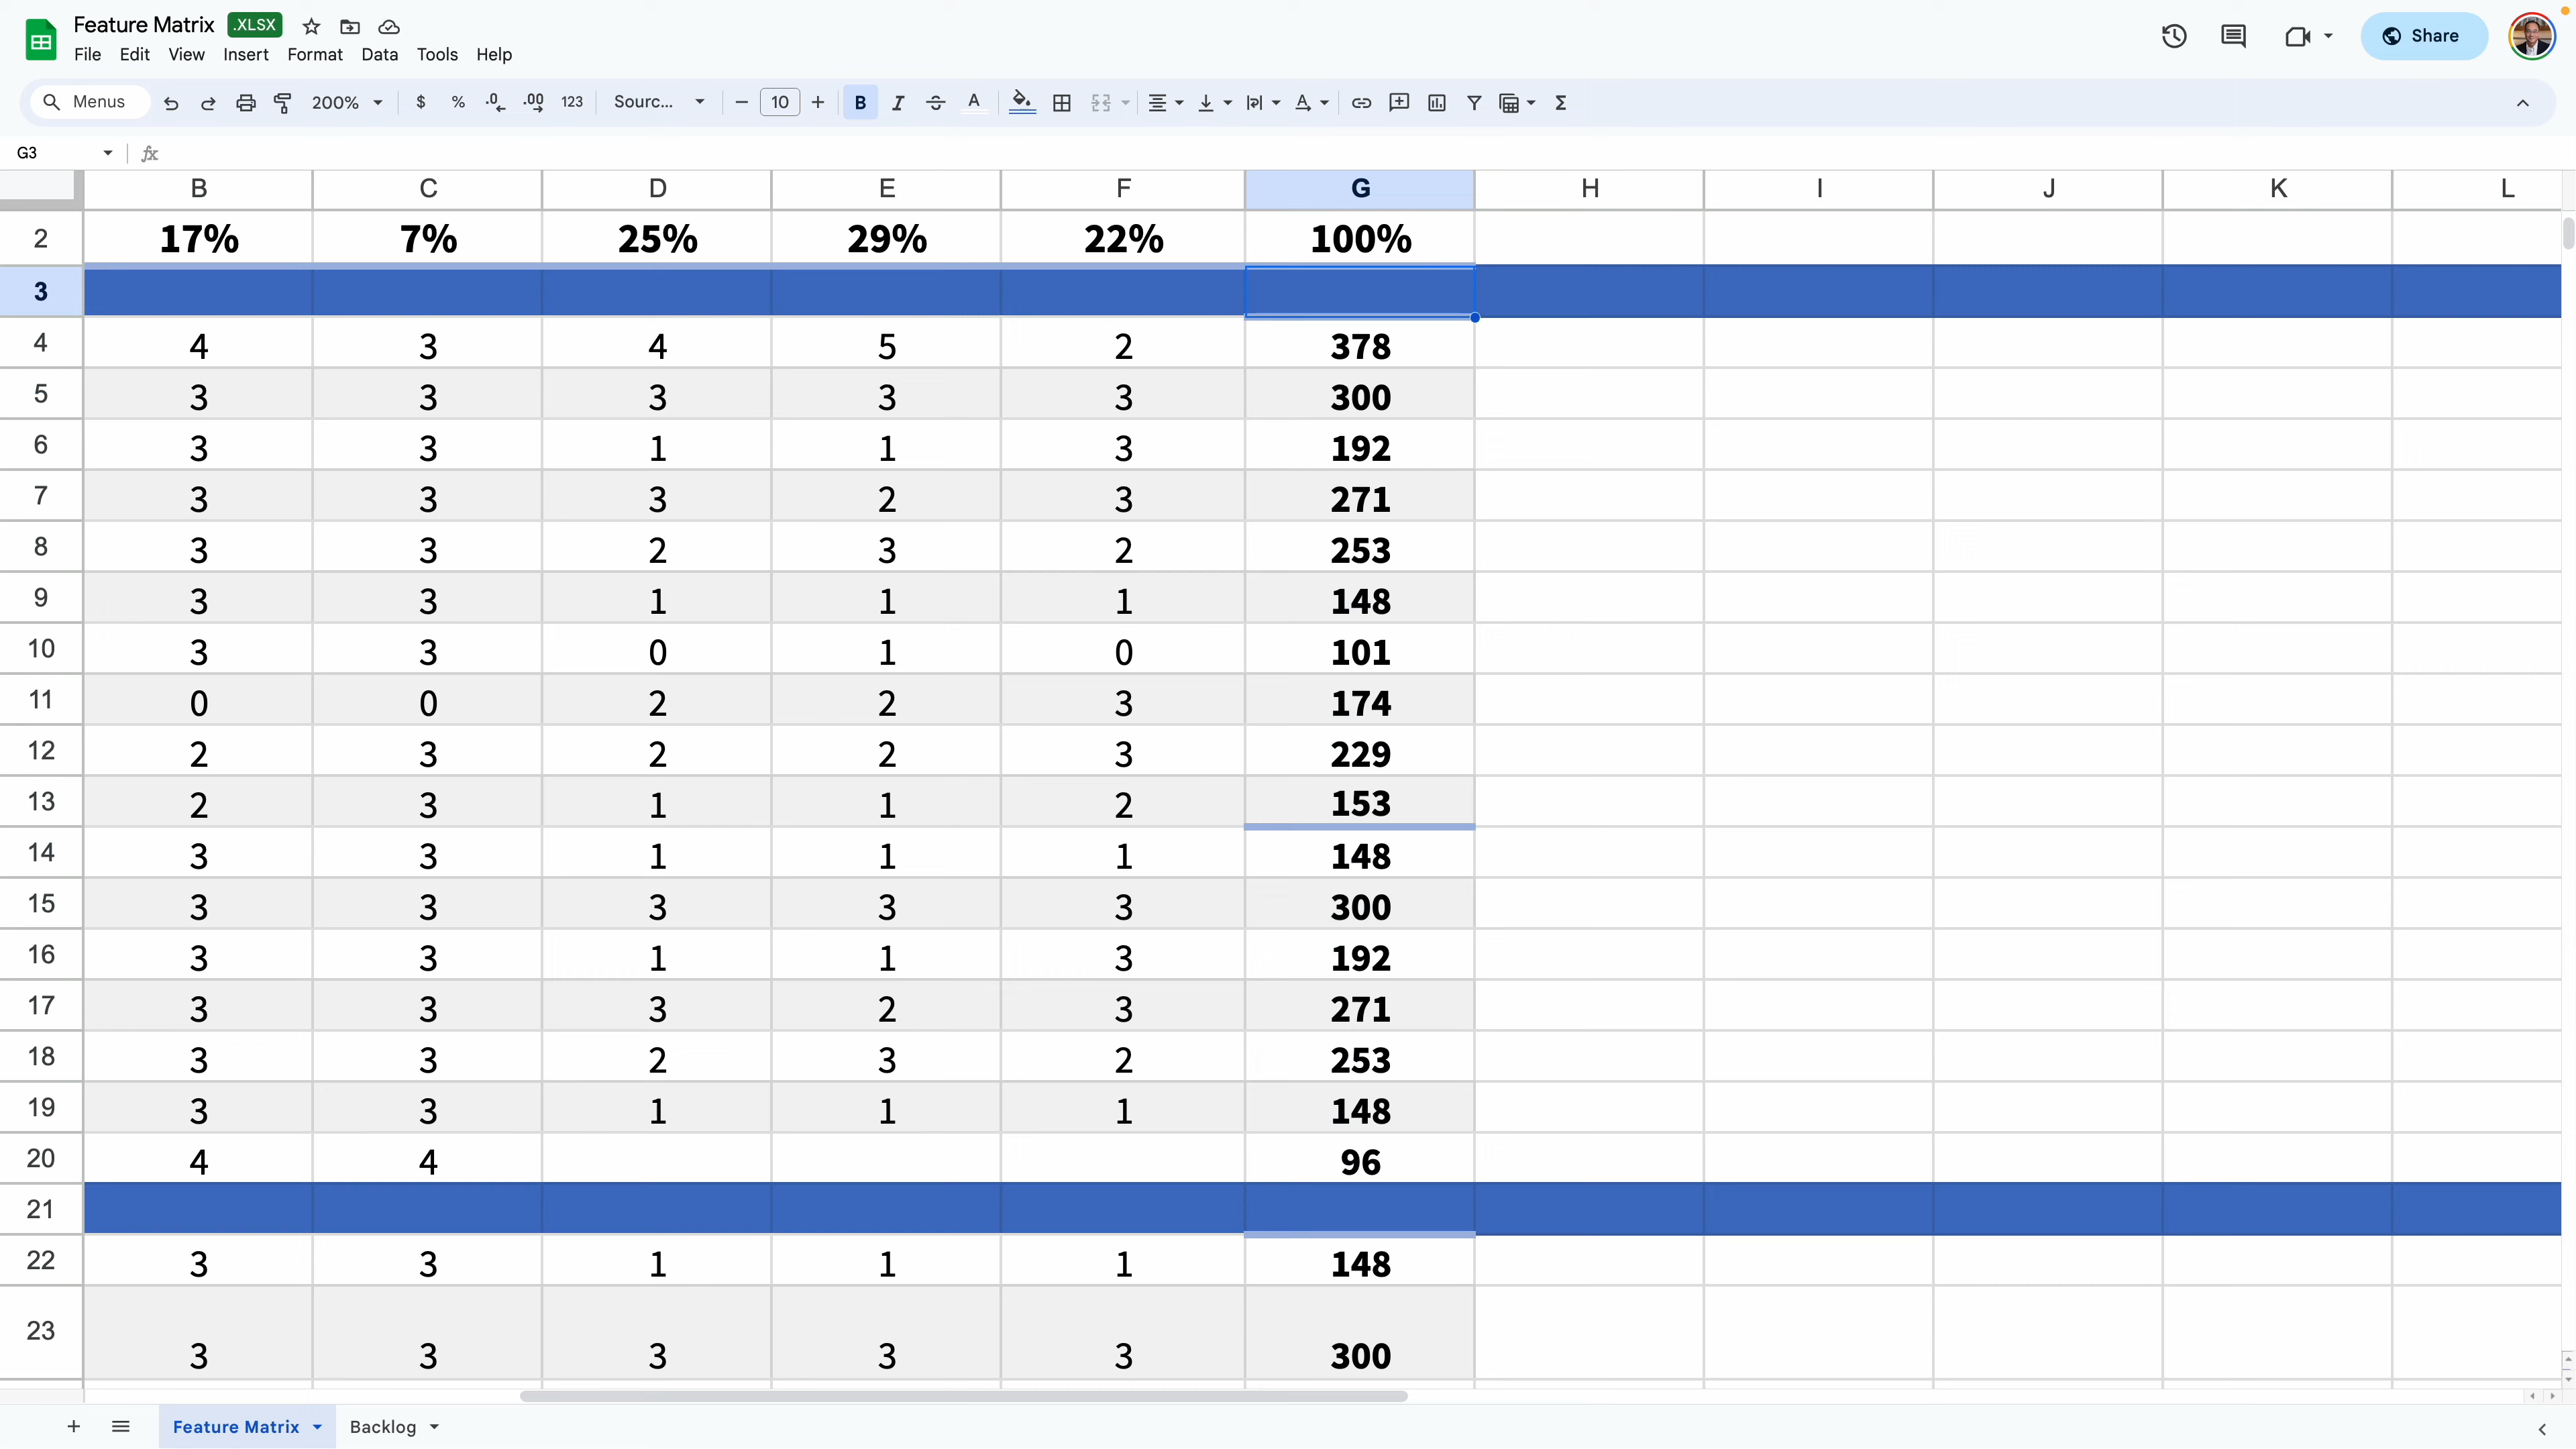 Feature Matrix .XLSX
File Edit View Insert Format Data Tools Help
Share
Menus 200% $ % .0 .00 123 Sourc... 10 B A
G3 fx
B C D E F G H I J K L
2 17% 7% 25% 29% 22% 100%
3
4 4 3 4 5 2 378
5 3 3 3 3 3 300
6 3 3 1 1 3 192
7 3 3 3 2 3 271
8 3 3 2 3 2 253
9 3 3 1 1 1 148
10 3 3 0 1 0 101
11 0 0 2 2 3 174
12 2 3 2 2 3 229
13 2 3 1 1 2 153
14 3 3 1 1 1 148
15 3 3 3 3 3 300
16 3 3 1 1 3 192
17 3 3 3 2 3 271
18 3 3 2 3 2 253
19 3 3 1 1 1 148
20 4 4 96
21
22 3 3 1 1 1 148
23 3 3 3 3 3 300
Feature Matrix Backlog